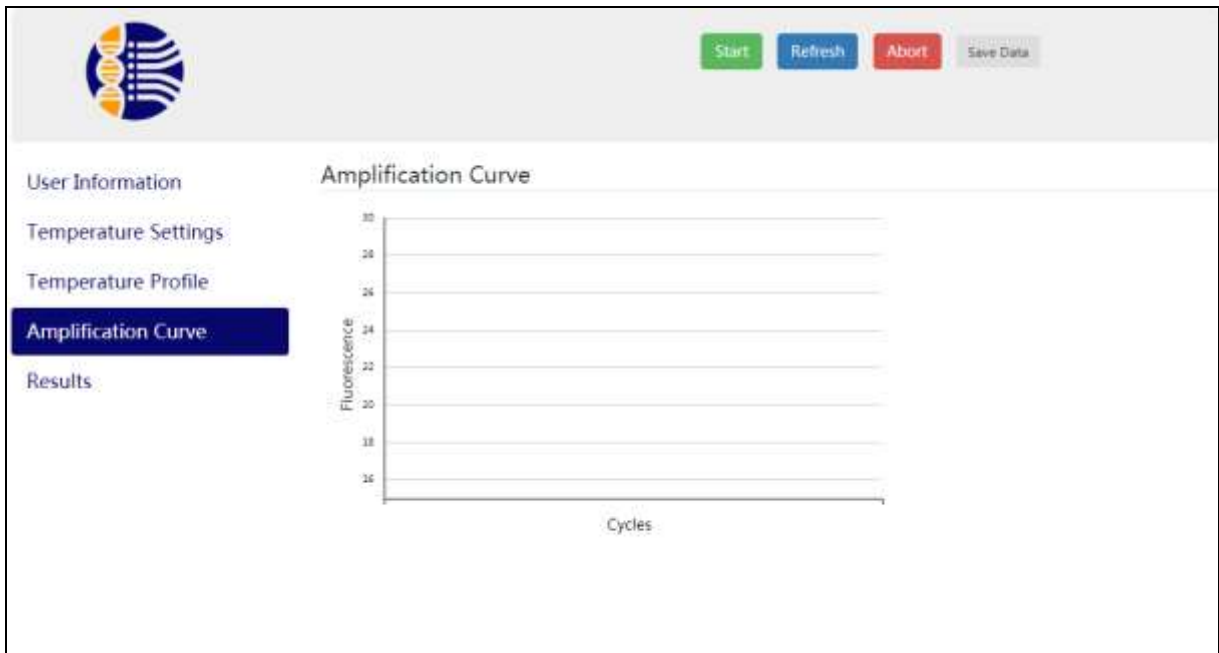 Start Refresh Abort Save Data
User Information
Temperature Settings
Temperature Profile
Amplification Curve
Results
Amplification Curve
30
28
26
24
22
20
18
16
Fluorescence
Cycles